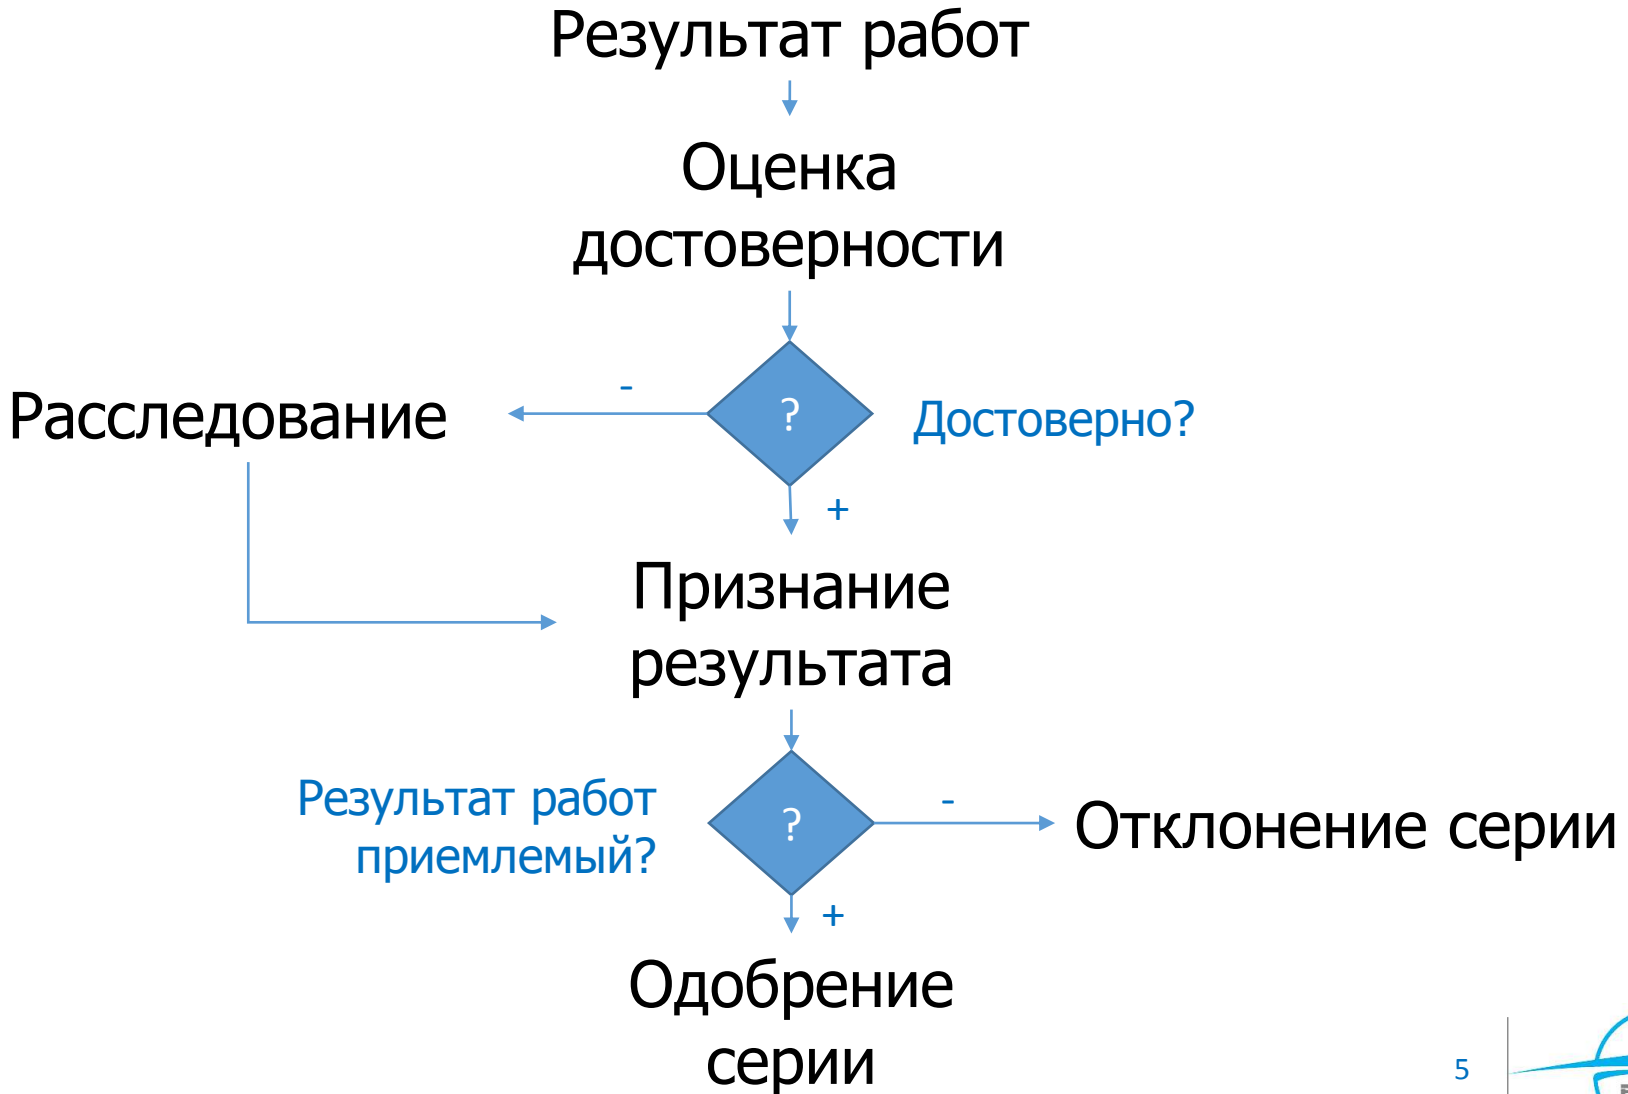 Результат работ
Оценка
достоверности
?
Достоверно?
-
Расследование
+
Признание
результата
Результат работ
приемлемый?
?
-
Отклонение серии
+
Одобрение
серии
5